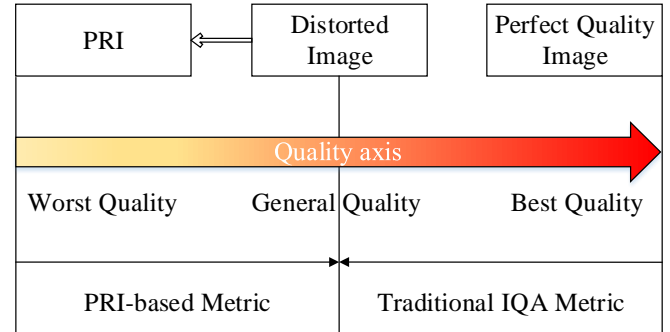 PRI
Distorted
Image
Perfect Quality
Image
Quality axis
Worst Quality
General Quality
Best Quality
PRI-based Metric
Traditional IQA Metric